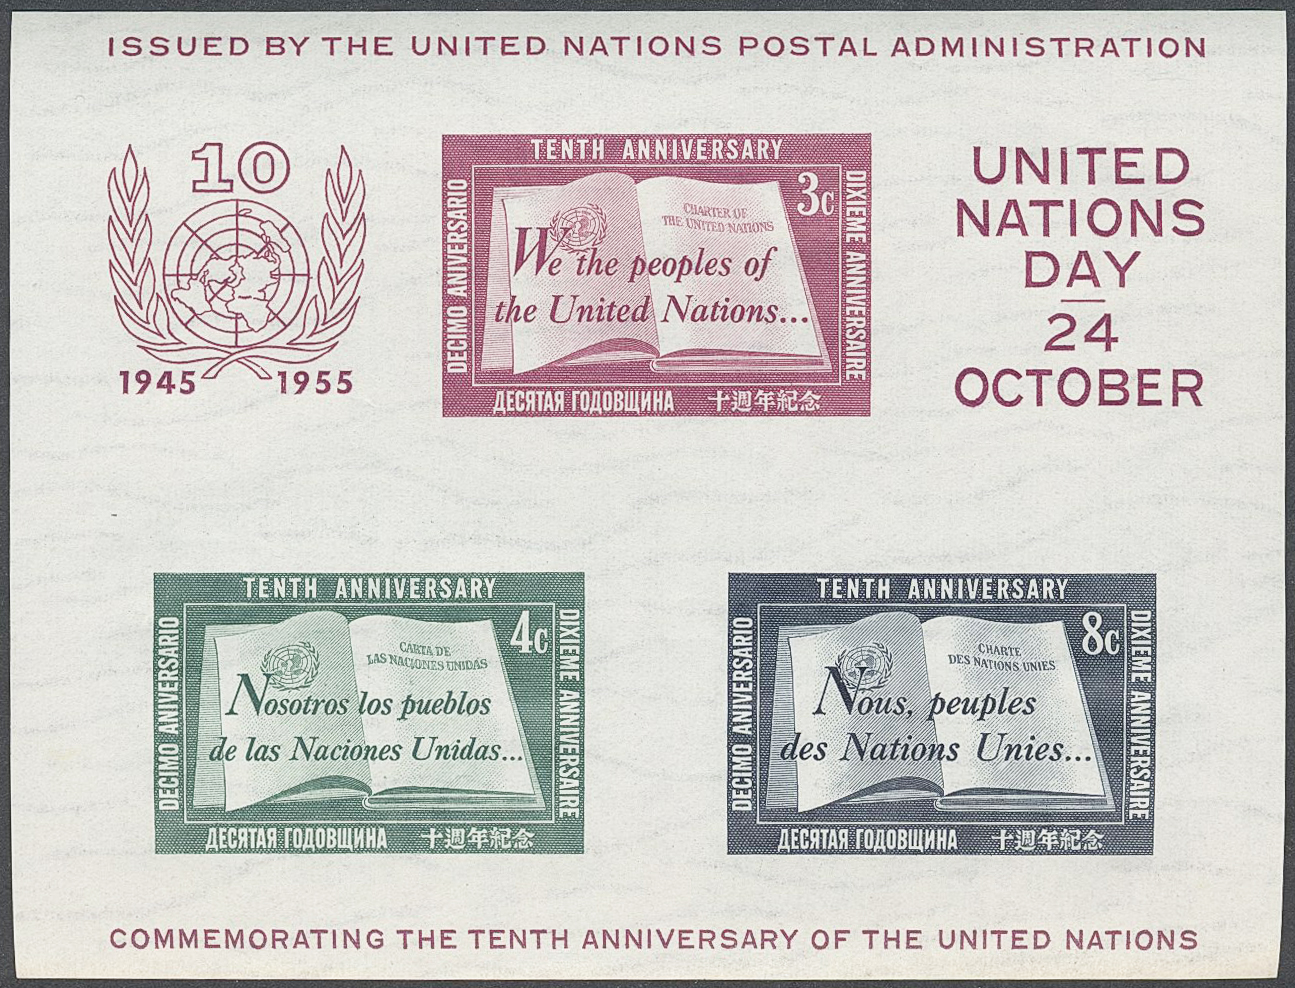 ISSUED BY THE UNITED NATIONS POSTAL ADMINISTRATION
10
1945 1955
TENTH ANNIVERSARY
DECIMO ANIVERSARIO
DIXIEME ANNIVERSAIRE
3c
CHARTER OF
THE UNITED NATIONS
We the peoples of
the United Nations...
ДЕСЯТАЯ ГОДОВЩИНА 十週年紀念
UNITED
NATIONS
DAY
24
OCTOBER
TENTH ANNIVERSARY
DECIMO ANIVERSARIO
DIXIEME ANNIVERSAIRE
4c
CARTA DE
LAS NACIONES UNIDAS
Nosotros los pueblos
de las Naciones Unidas...
ДЕСЯТАЯ ГОДОВЩИНА 十週年紀念
TENTH ANNIVERSARY
DECIMO ANIVERSARIO
DIXIEME ANNIVERSAIRE
8c
CHARTE
DES NATIONS UNIES
Nous, peuples
des Nations Unies...
ДЕСЯТАЯ ГОДОВЩИНА 十週年紀念
COMMEMORATING THE TENTH ANNIVERSARY OF THE UNITED NATIONS